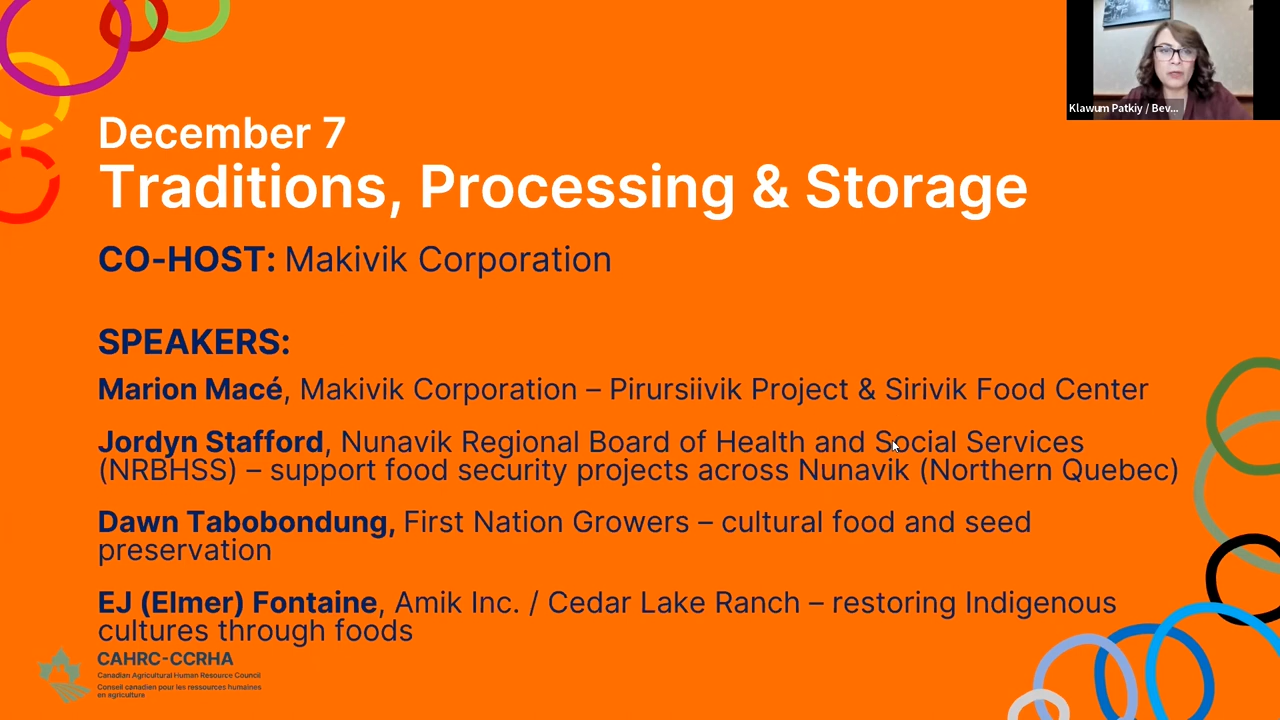 Klawum Patkiy / Bev...
December 7
Traditions, Processing & Storage
CO-HOST: Makivik Corporation
SPEAKERS:
Marion Macé, Makivik Corporation – Pirursiivik Project & Sirivik Food Center
Jordyn Stafford, Nunavik Regional Board of Health and Social Services
(NRBHSS) – support food security projects across Nunavik (Northern Quebec)
Dawn Tabobondung, First Nation Growers – cultural food and seed
preservation
EJ (Elmer) Fontaine, Amik Inc. / Cedar Lake Ranch – restoring Indigenous
cultures through foods
CAHRC-CCRHA
Canadian Agricultural Human Resource Council
Conseil canadien pour les ressources humaines
en agriculture